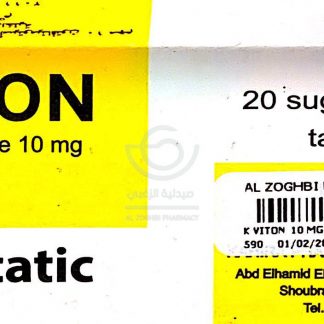 ON
e 10 mg
tatic
20 sug
ta
صيدلية الزعبي
AL ZOGHBI PHARMACY
AL ZOGHBI
K VITON 10 MG
590 01/02/20
Abd Elhamid E
Shoubr
Tel.